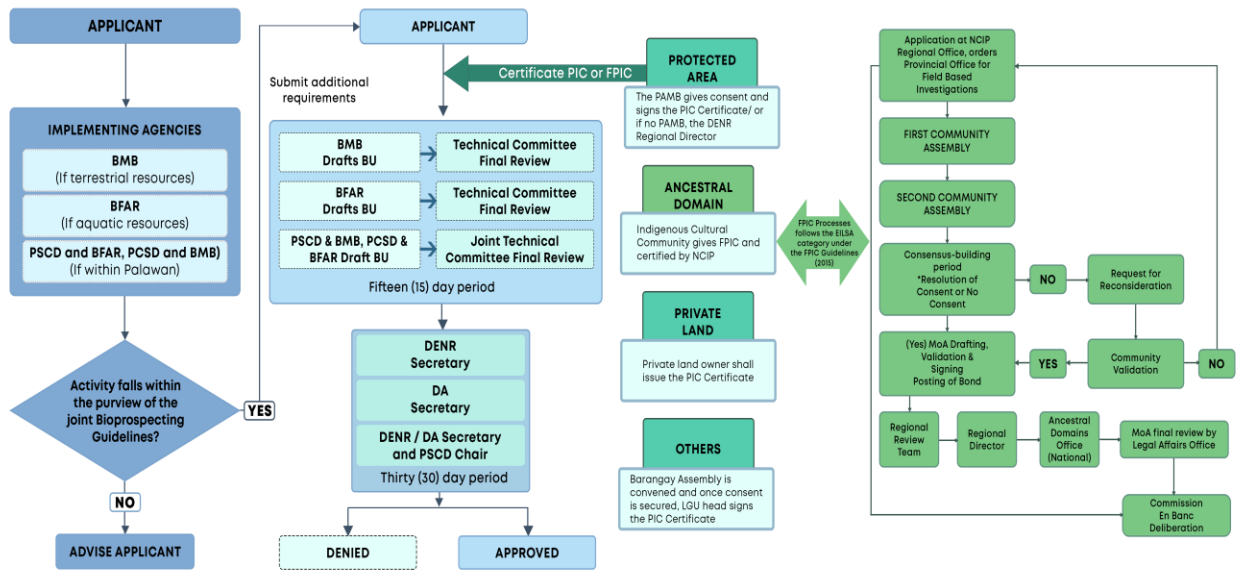 APPLICANT
IMPLEMENTING AGENCIES
BMB
(If terrestrial resources)
BFAR
(If aquatic resources)
PSCD and BFAR, PCSD and BMB)
(If within Palawan)
Activity falls within
the purview of the
joint Bioprospecting
Guidelines?
YES
NO
ADVISE APPLICANT
APPLICANT
Submit additional
requirements
Certificate PIC or FPIC
BMB
Drafts BU
Technical Committee
Final Review
BFAR
Drafts BU
Technical Committee
Final Review
PSCD & BMB, PCSD &
BFAR Draft BU
Joint Technical
Committee Final Review
Fifteen (15) day period
DENR
Secretary
DA
Secretary
DENR / DA Secretary
and PSCD Chair
Thirty (30) day period
DENIED
APPROVED
PROTECTED
AREA
The PAMB gives consent and
signs the PIC Certificate/ or
if no PAMB, the DENR
Regional Director
ANCESTRAL
DOMAIN
Indigenous Cultural
Community gives FPIC and
certified by NCIP
PRIVATE
LAND
Private land owner shall
issue the PIC Certificate
OTHERS
Barangay Assembly is
convened and once consent
is secured, LGU head signs
the PIC Certificate
FPIC Processes
follows the EILSA
category under
the FPIC Guidelines
(2015)
Application at NCIP
Regional Office, orders
Provincial Office for
Field Based
Investigations
FIRST COMMUNITY
ASSEMBLY
SECOND COMMUNITY
ASSEMBLY
Consensus-building
period
*Resolution of
Consent or No
Consent
NO
Request for
Reconsideration
(Yes) MoA Drafting,
Validation &
Signing
Posting of Bond
YES
Community
Validation
NO
Regional
Review
Team
Regional
Director
Ancestral
Domains
Office
(National)
MoA final review by
Legal Affairs Office
Commission
En Banc
Deliberation